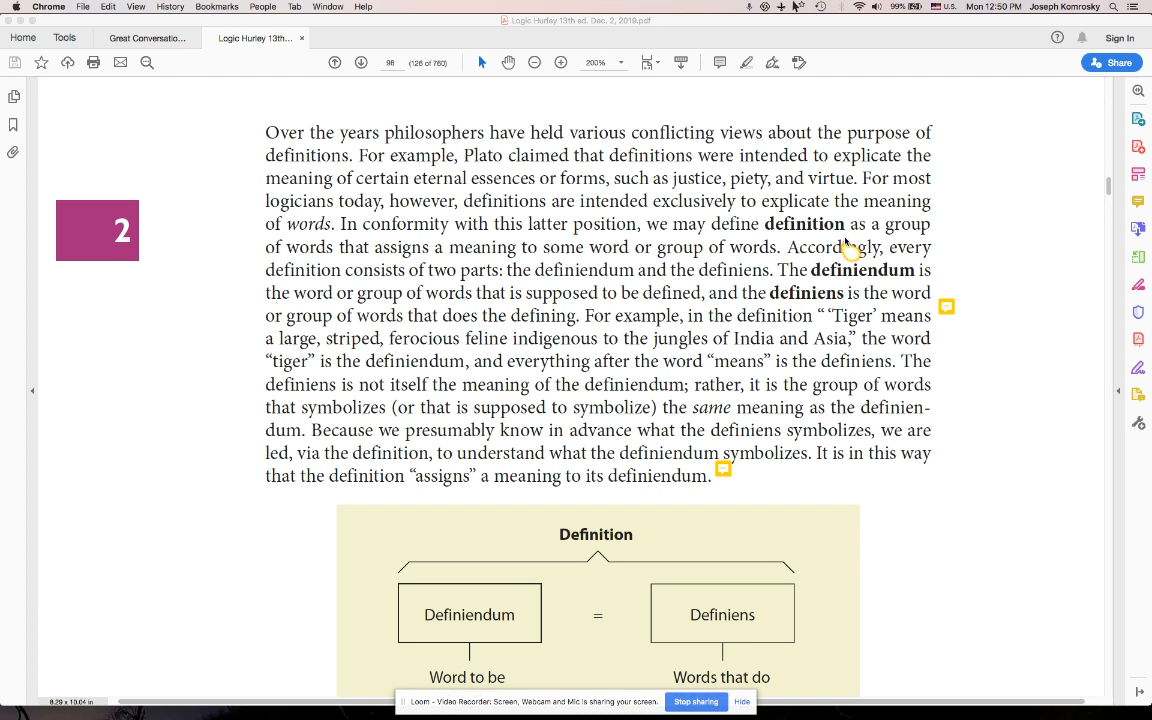 Chrome File Edit View History Bookmarks People Tab Window Help 99% U.S. Mon 12:50 PM Joseph Komrosky
Logic Hurley 13th ed. Dec. 2, 2019.pdf
Home Tools Great Conversatio... Logic Hurley 13th... × Sign In
98 (126 of 760) 200% Share
Over the years philosophers have held various conflicting views about the purpose of
definitions. For example, Plato claimed that definitions were intended to explicate the
meaning of certain eternal essences or forms, such as justice, piety, and virtue. For most
logicians today, however, definitions are intended exclusively to explicate the meaning
2
of words. In conformity with this latter position, we may define definition as a group
of words that assigns a meaning to some word or group of words. Accordingly, every
definition consists of two parts: the definiendum and the definiens. The definiendum is
the word or group of words that is supposed to be defined, and the definiens is the word
or group of words that does the defining. For example, in the definition “ ‘Tiger’ means
a large, striped, ferocious feline indigenous to the jungles of India and Asia,” the word
“tiger” is the definiendum, and everything after the word “means” is the definiens. The
definiens is not itself the meaning of the definiendum; rather, it is the group of words
that symbolizes (or that is supposed to symbolize) the same meaning as the definien-
dum. Because we presumably know in advance what the definiens symbolizes, we are
led, via the definition, to understand what the definiendum symbolizes. It is in this way
that the definition “assigns” a meaning to its definiendum.
Definition
Definiendum = Definiens
Word to be Words that do
8.29 x 10.04 in
Loom - Video Recorder: Screen, Webcam and Mic is sharing your screen. Stop sharing Hide